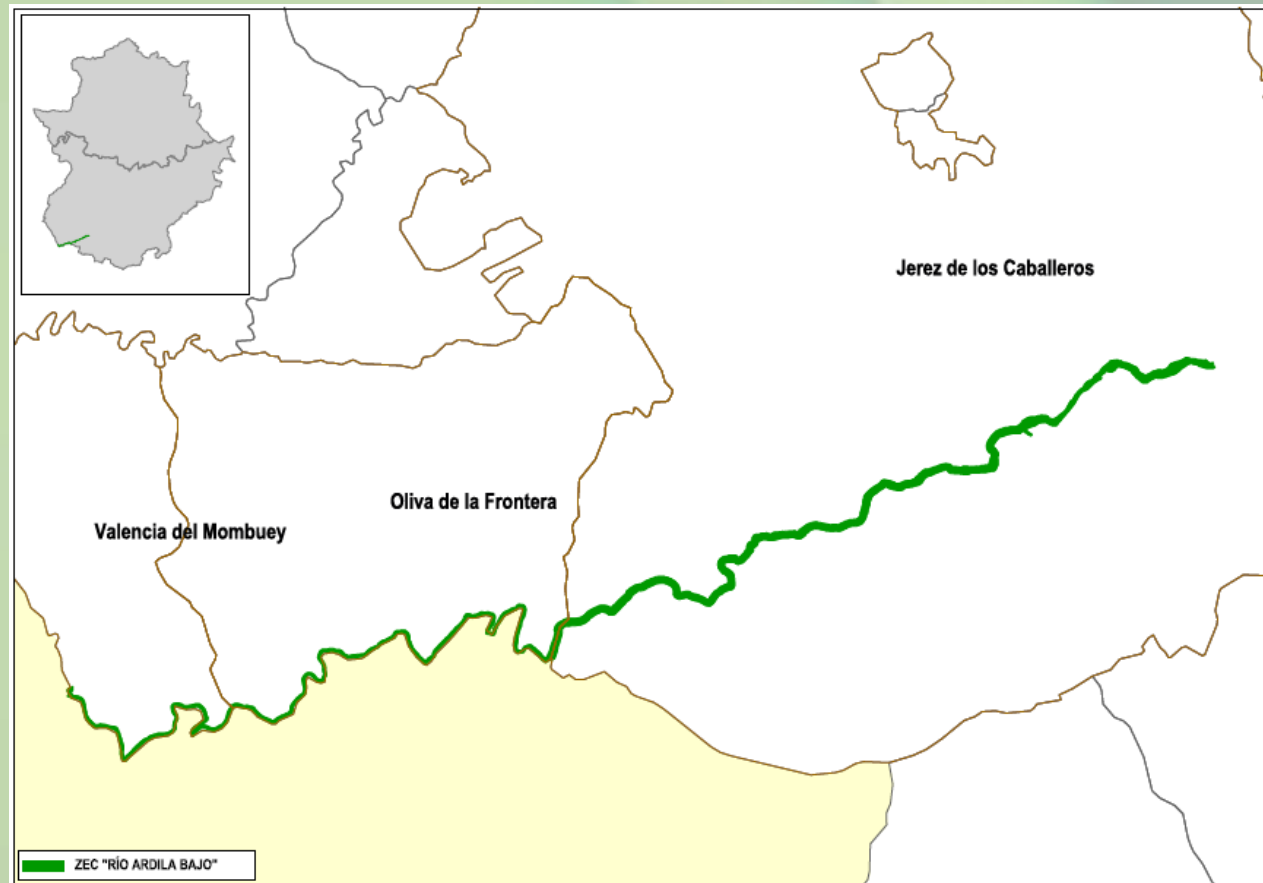 Jerez de los Caballeros
Oliva de la Frontera
Valencia del Mombuey
ZEC "RÍO ARDILA BAJO"